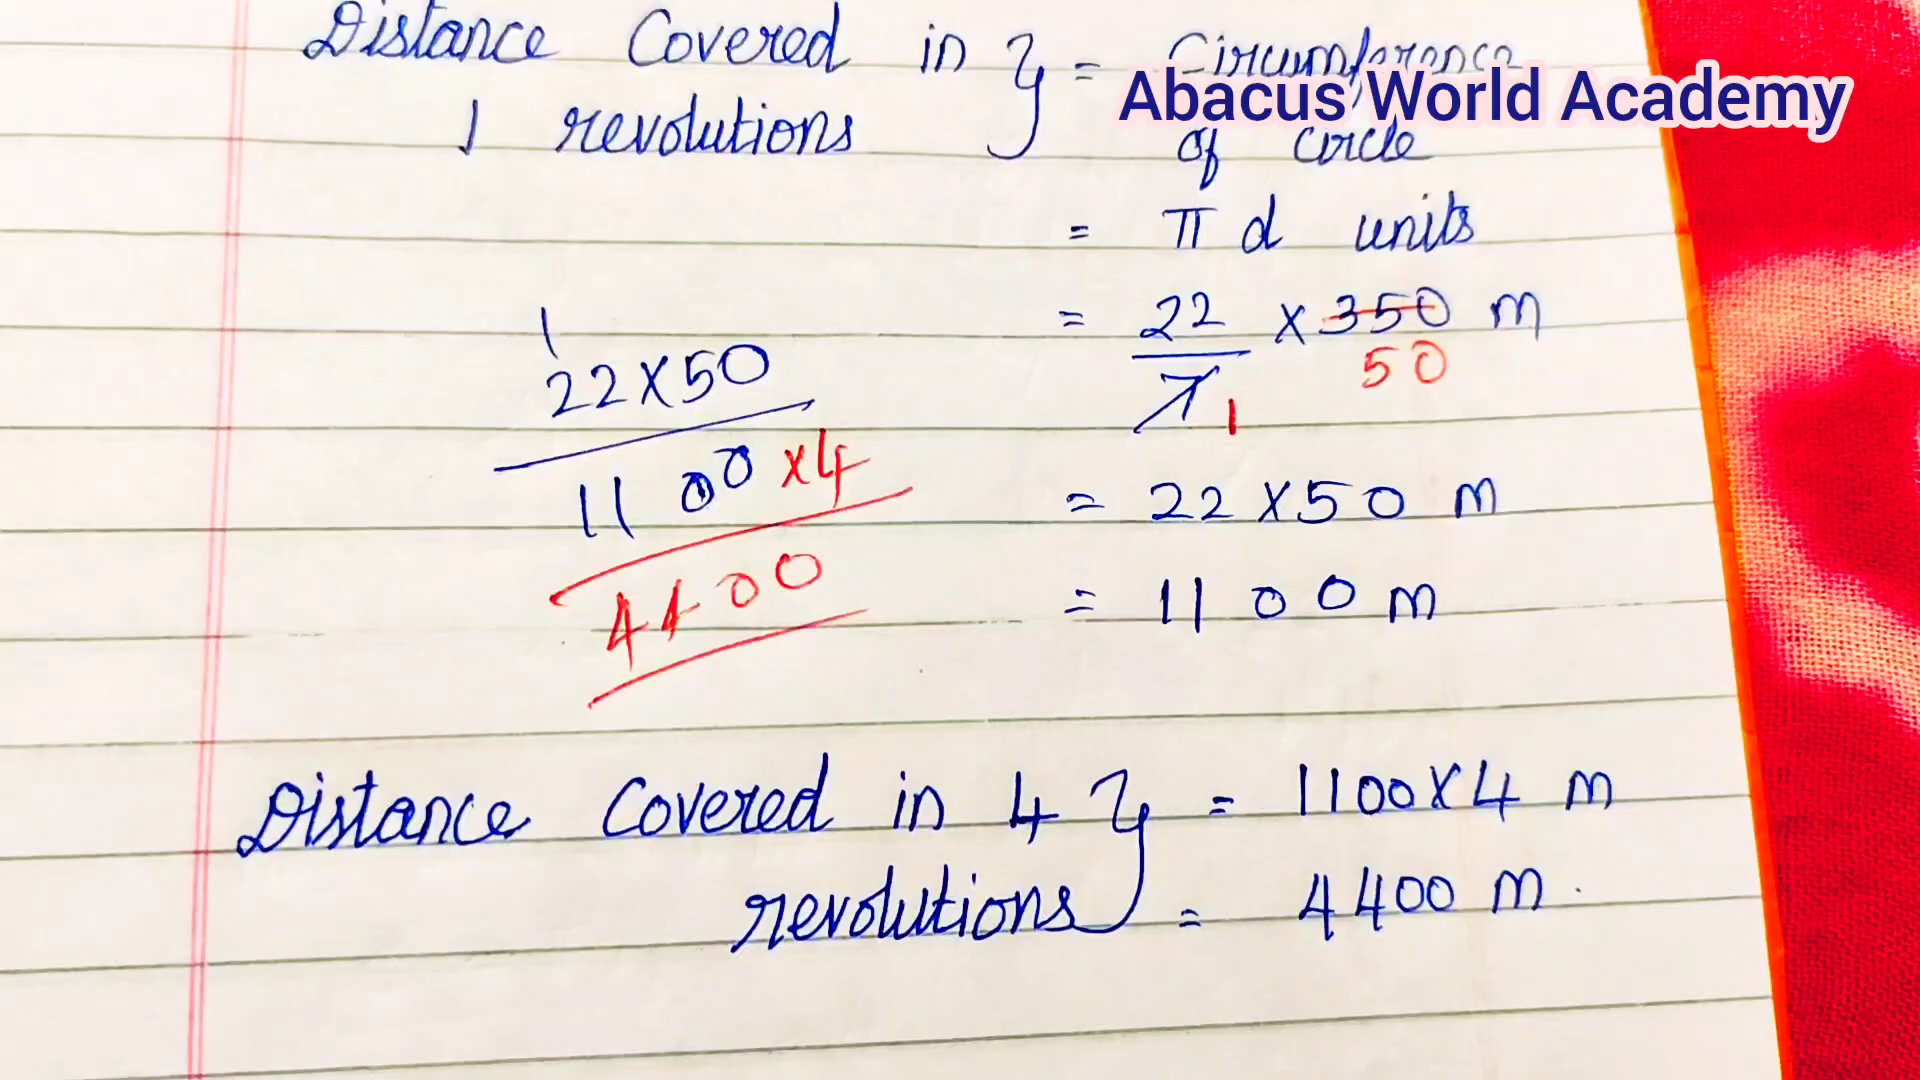 Distance Covered in } = Circumference
Abacus World Academy
1 revolutions of circle
= π d units
= 22/7 × 350 m
1 50
= 22 × 50 m
= 1100 m
1
22 × 50
1100 × 4
4400
Distance Covered in 4 } = 1100 × 4 m
revolutions = 4400 m.